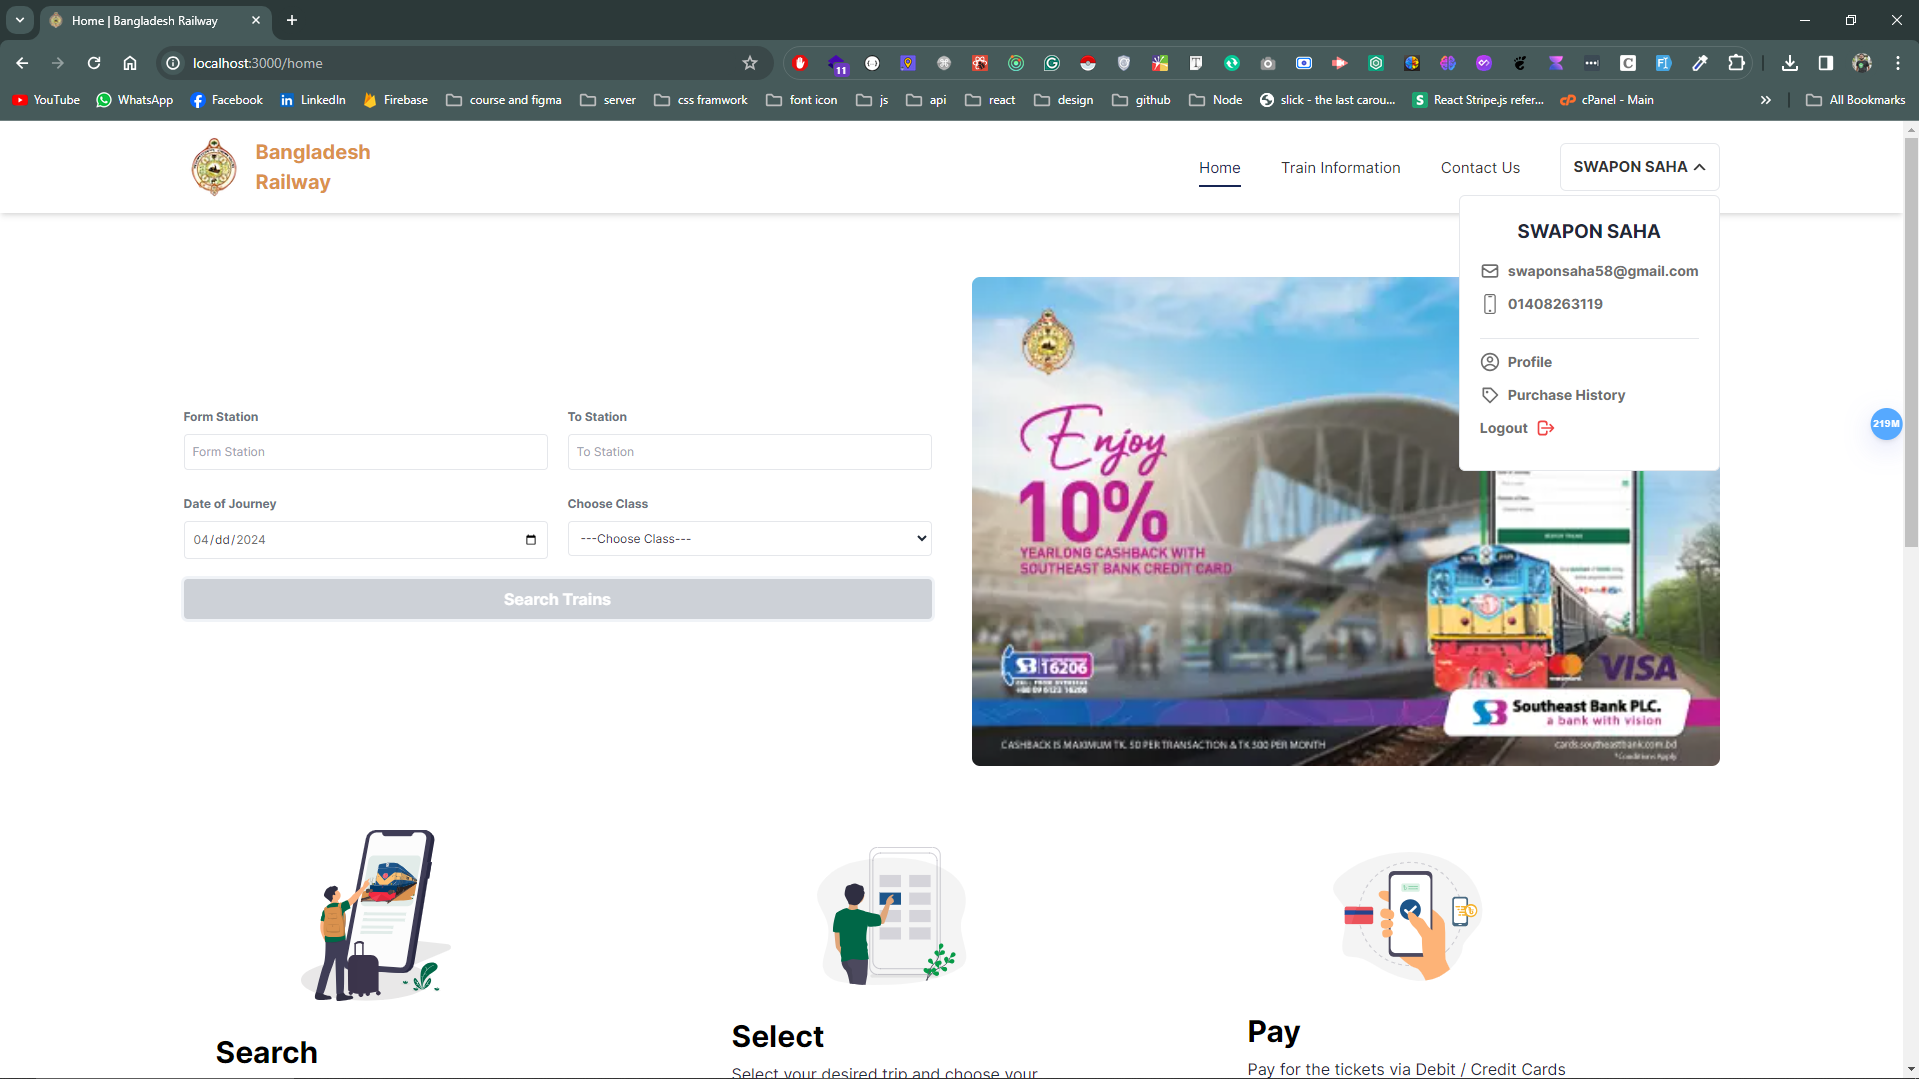 Home | Bangladesh Railway
localhost:3000/home
11
YouTube WhatsApp Facebook LinkedIn Firebase course and figma server css framwork font icon js api react design github Node slick - the last carou... React Stripe.js refer... cPanel - Main All Bookmarks
Bangladesh
Railway
Home Train Information Contact Us SWAPON SAHA
SWAPON SAHA
swaponsaha58@gmail.com
01408263119
Profile
Purchase History
Logout
219M
Form Station To Station
Form Station To Station
Date of Journey Choose Class
04/dd/2024 ---Choose Class---
Search Trains
Enjoy
10%
YEARLONG CASHBACK WITH
SOUTHEAST BANK CREDIT CARD
16206
VISA
Southeast Bank PLC.
a bank with vision
CASHBACK IS MAXIMUM TK. 50 PER TRANSACTION & TK 300 PER MONTH
cards.southeastbank.com.bd
*Conditions Apply
Search
Select
Select your desired trip and choose your
Pay
Pay for the tickets via Debit / Credit Cards